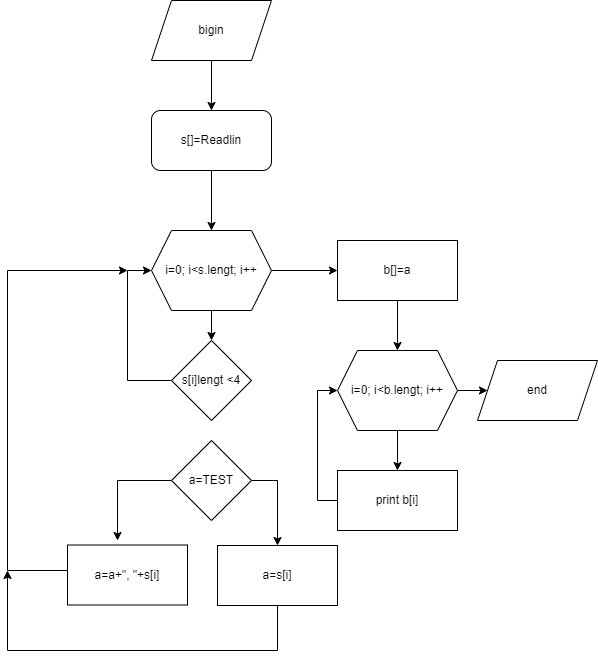 bigin
s[]=Readlin
i=0; i<s.lengt; i++
b[]=a
s[i]lengt <4
i=0; i<b.lengt; i++
end
a=TEST
print b[i]
a=a+", "+s[i]
a=s[i]